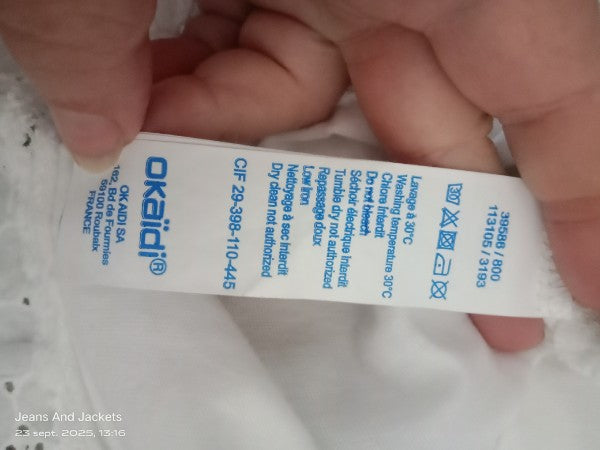 39586 / 800
113105 / 3193
Lavage à 30°C
Washing temperature 30°C
Chlore interdit
Do not bleach
Séchoir électrique interdit
Tumble dry not authorized
Repassage doux
Low iron
Nettoyage à sec interdit
Dry clean not authorized
CIF 29-398-110-445
OKAÏDI®
OKAIDI SA
162, Bd de Fourmies
59100 Roubaix
FRANCE
Jeans And Jackets
23 sept. 2025, 13:16